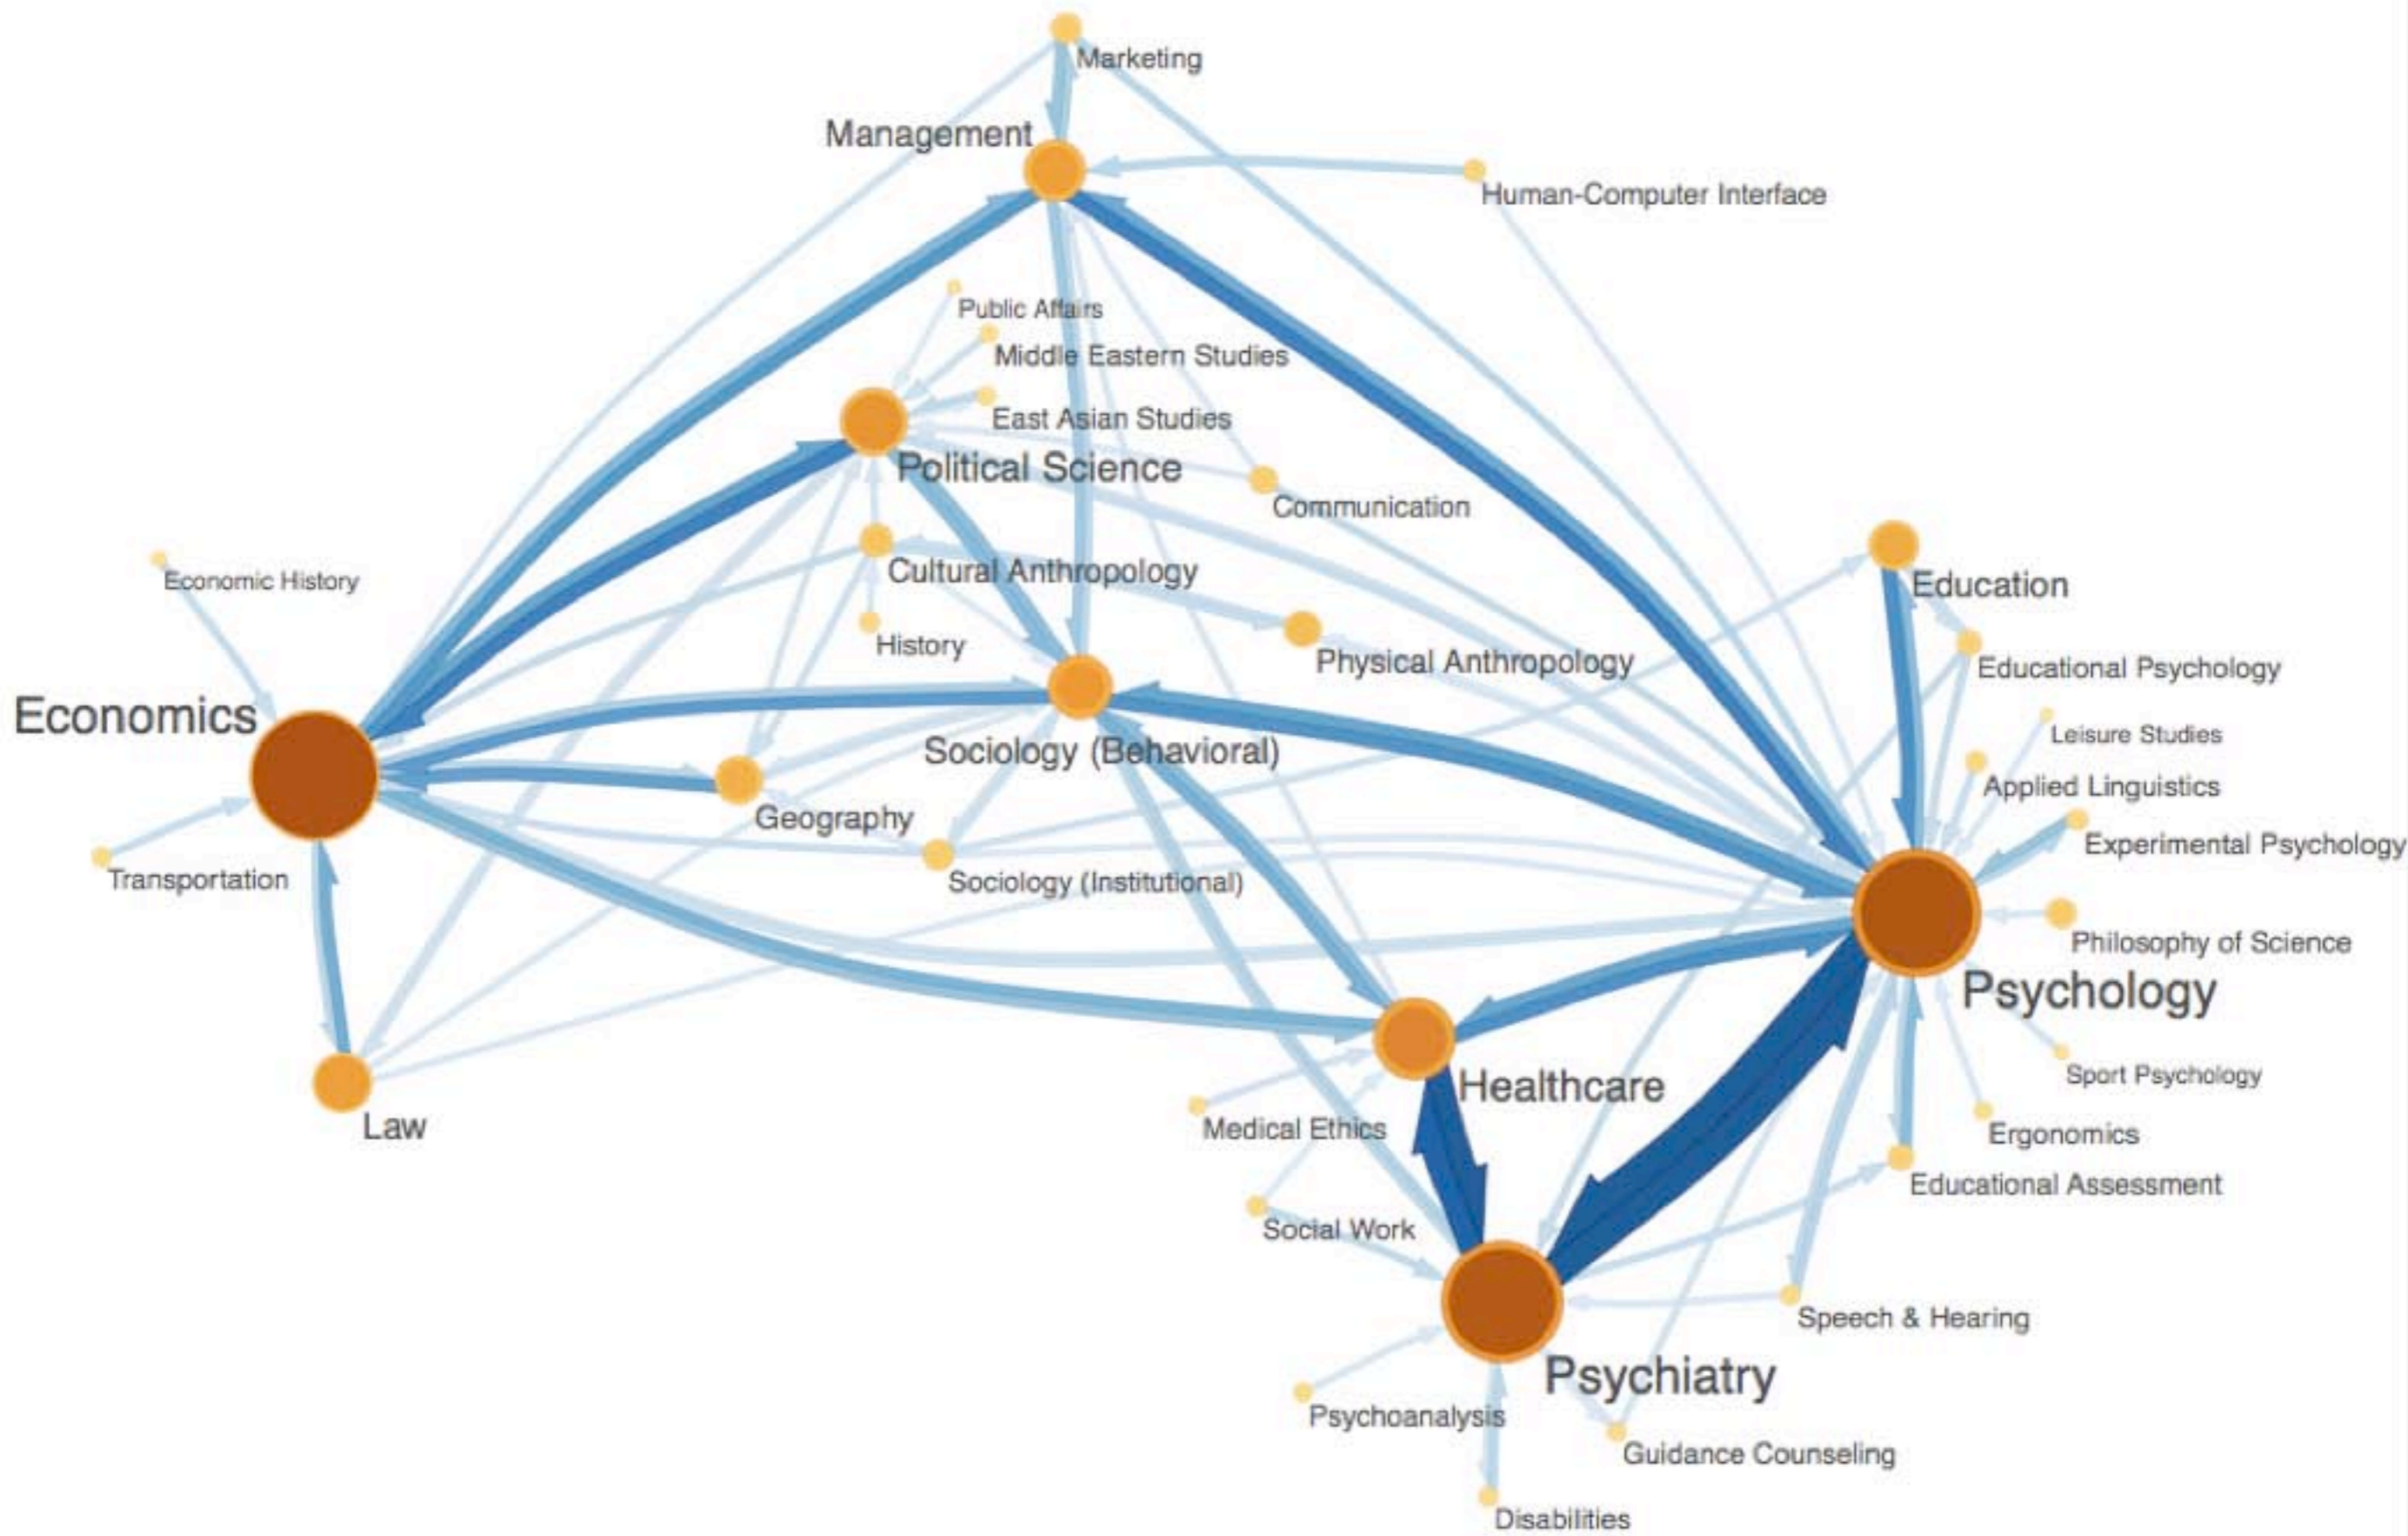 Marketing
Management
Human-Computer Interface
Public Affairs
Middle Eastern Studies
East Asian Studies
Political Science
Communication
Cultural Anthropology
Economic History
Education
History
Physical Anthropology
Educational Psychology
Economics
Leisure Studies
Sociology (Behavioral)
Applied Linguistics
Geography
Experimental Psychology
Transportation
Sociology (Institutional)
Philosophy of Science
Psychology
Sport Psychology
Healthcare
Law
Medical Ethics
Ergonomics
Educational Assessment
Social Work
Speech & Hearing
Psychiatry
Psychoanalysis
Guidance Counseling
Disabilities